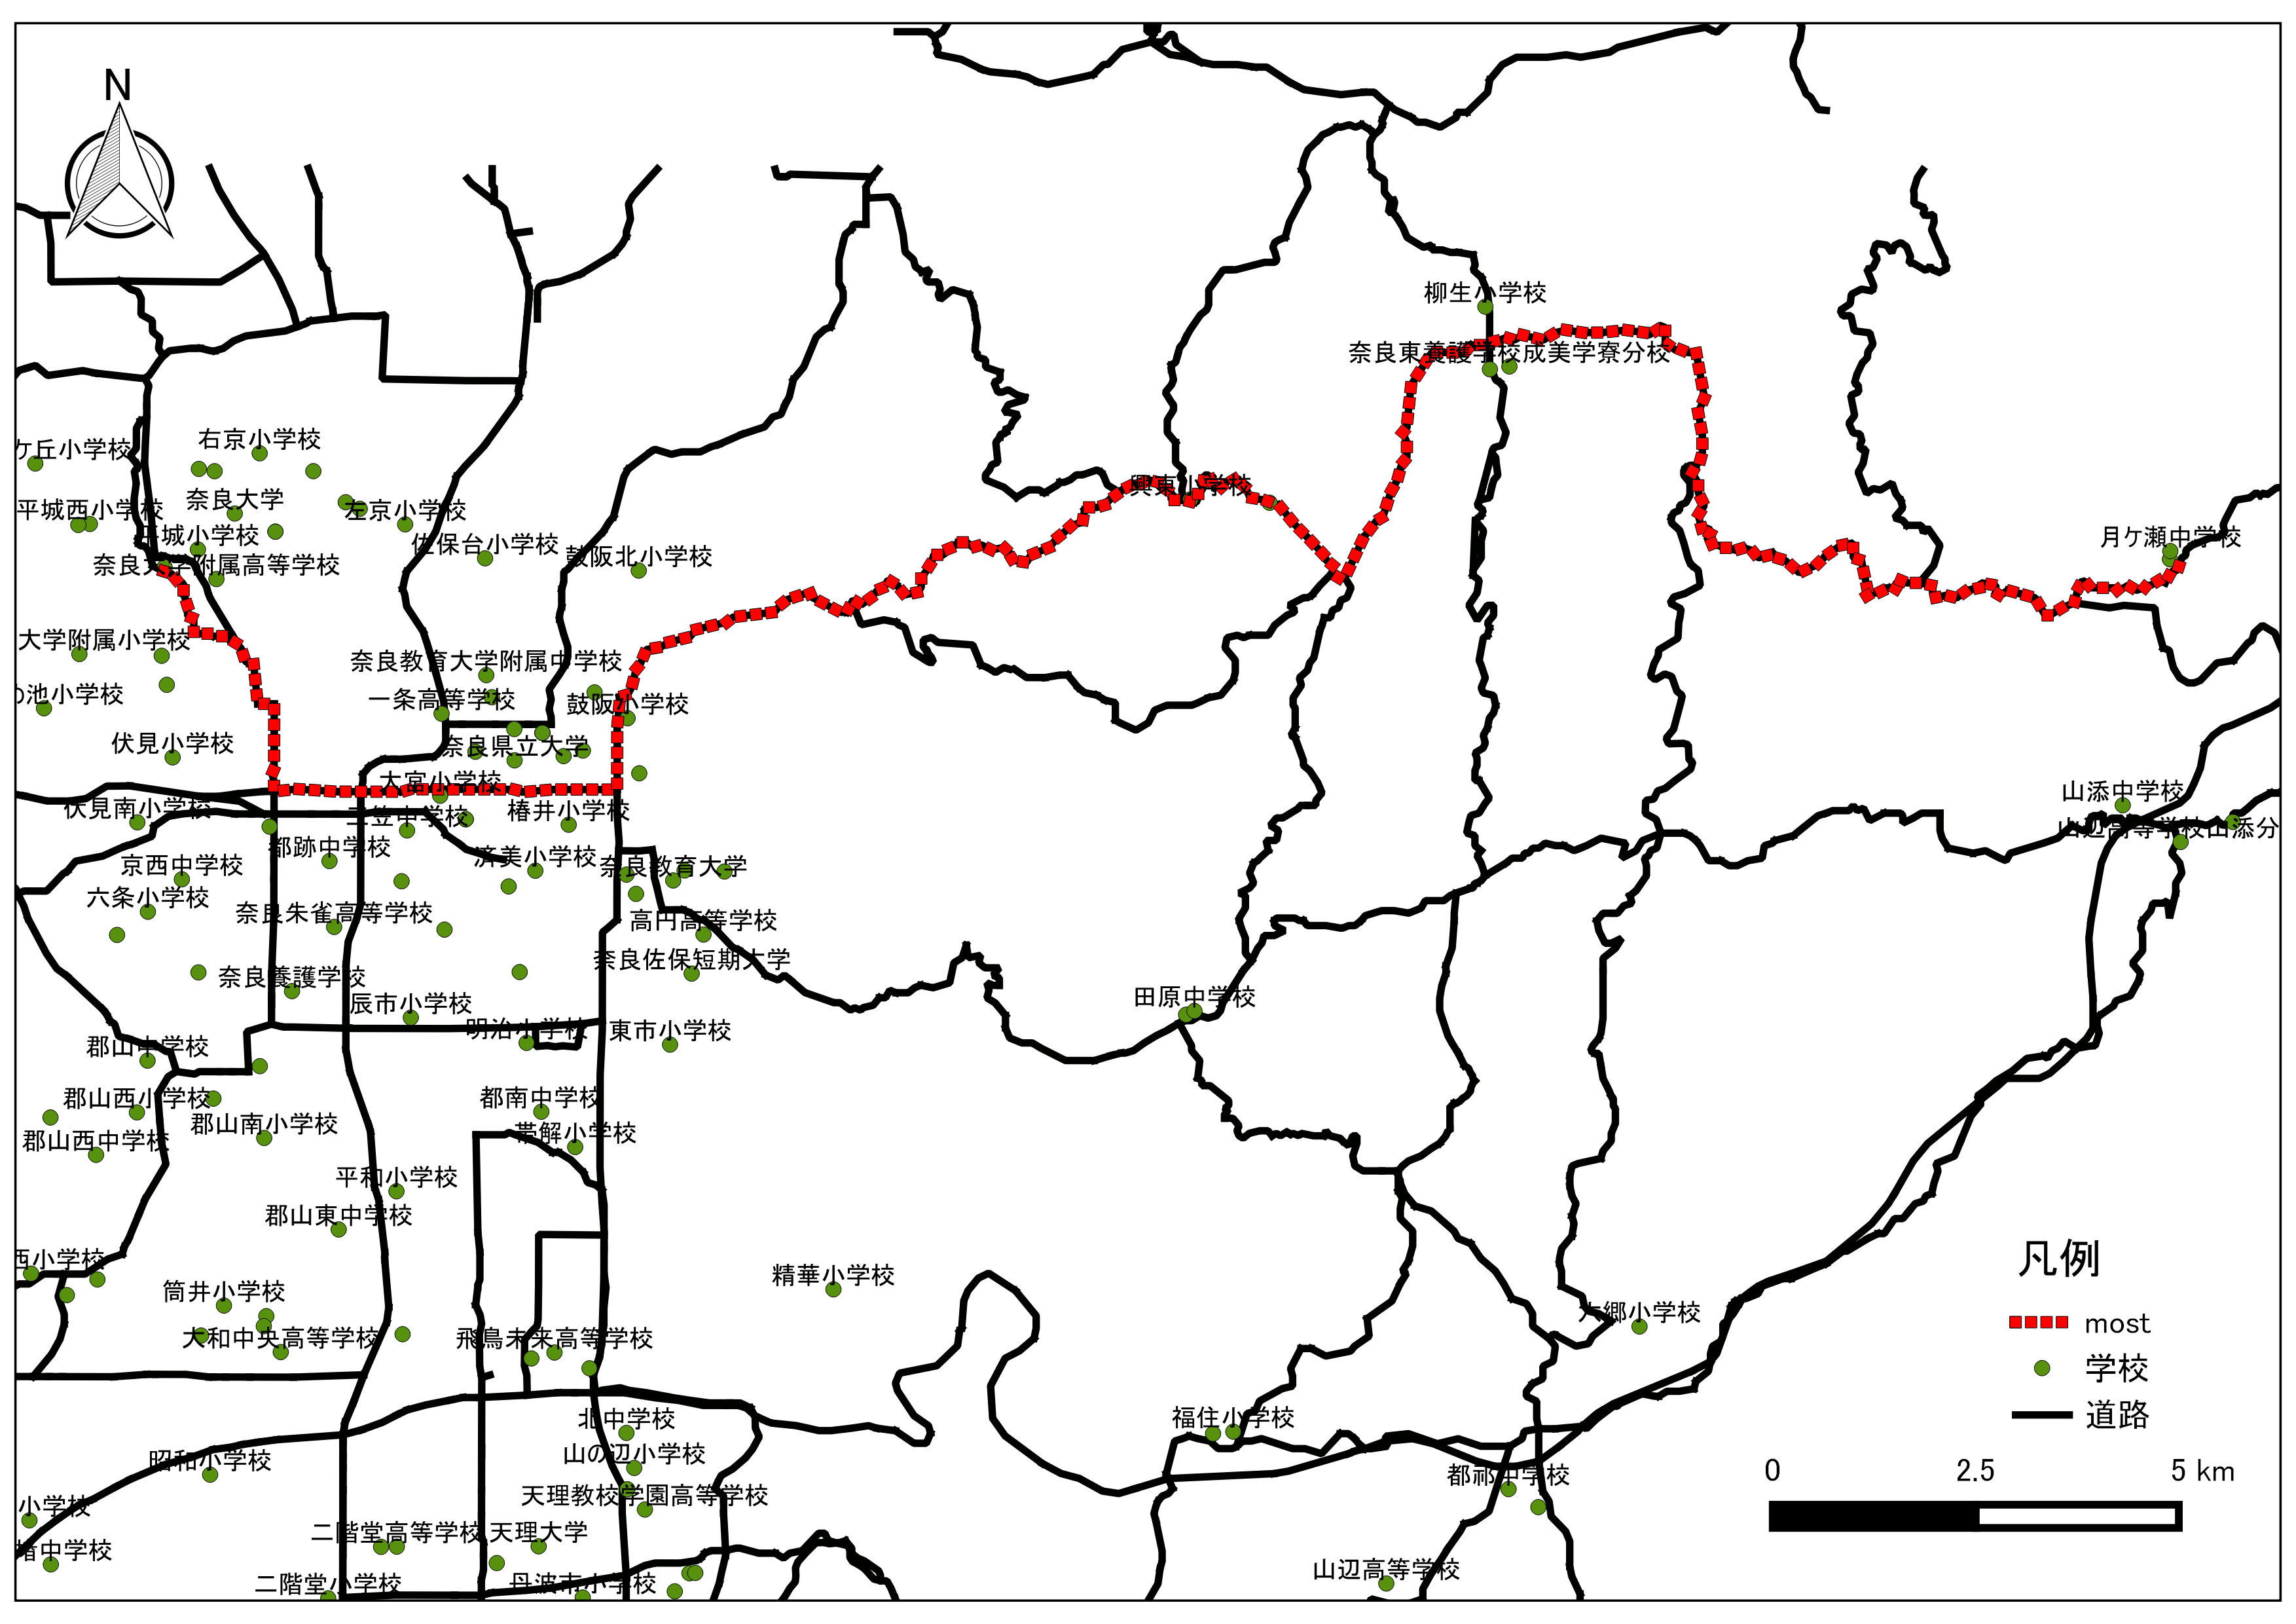 N
柳生小学校
奈良東養護学校成美学寮分校
右京小学校
ケ丘小学校
興東小学校
奈良大学
平城西小学校
左京小学校
平城小学校
月ケ瀬中学校
佐保台小学校
鼓阪北小学校
奈良大学附属高等学校
大学附属小学校
奈良教育大学附属中学校
の池小学校
一条高等学校
鼓阪小学校
伏見小学校
奈良県立大学
大宮小学校
山添中学校
伏見南小学校
三笠中学校
椿井小学校
山辺高等学校山添分
都跡中学校
済美小学校
京西中学校
奈良教育大学
六条小学校
奈良朱雀高等学校
高円高等学校
奈良佐保短期大学
奈良養護学校
田原中学校
辰市小学校
明治小学校
東市小学校
郡山中学校
郡山西小学校
都南中学校
郡山南小学校
帯解小学校
郡山西中学校
平和小学校
郡山東中学校
西小学校
精華小学校
筒井小学校
六郷小学校
大和中央高等学校
飛鳥未来高等学校
北中学校
福住小学校
山の辺小学校
昭和小学校
都祁中学校
天理教校学園高等学校
小学校
二階堂高等学校
天理大学
中学校
山辺高等学校
二階堂小学校
丹波市小学校
凡例
most
学校
道路
0 2.5 5 km